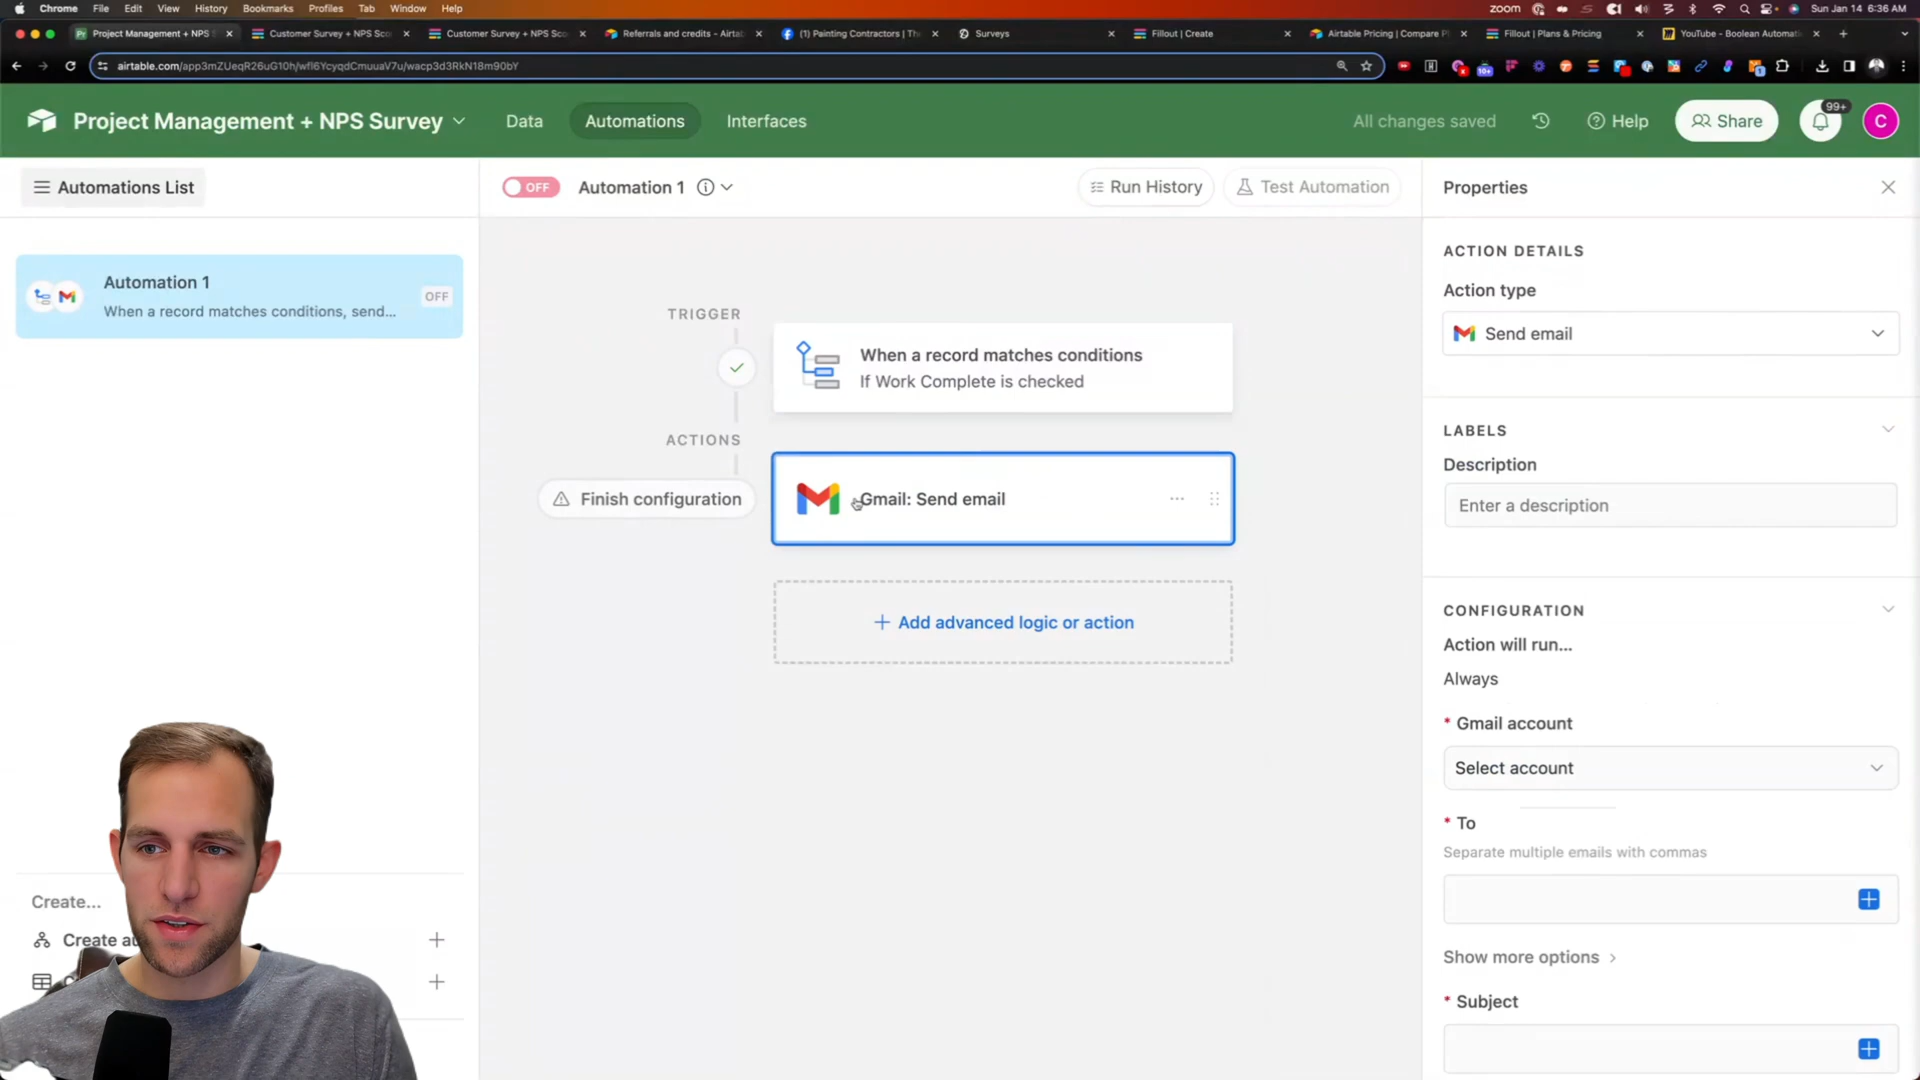 Chrome File Edit View History Bookmarks Profiles Tab Window Help
zoom
Sun Jan 14 6:36 AM
Project Management + NPS S
Customer Survey + NPS Sco
Customer Survey + NPS Sco
Referrals and credits - Airtab
(1) Painting Contractors | The
Surveys
Fillout | Create
Airtable Pricing | Compare P
Fillout | Plans & Pricing
YouTube - Boolean Automati
airtable.com/app3mZUeqR26uG10h/wfl6YcyqdCmuuaV7u/wacp3d3RkN18m90bY
Project Management + NPS Survey
Data
Automations
Interfaces
All changes saved
Help
Share
99+
C
Automations List
OFF
Automation 1
Run History
Test Automation
Properties
Automation 1
When a record matches conditions, send...
OFF
TRIGGER
When a record matches conditions
If Work Complete is checked
ACTIONS
Finish configuration
Gmail: Send email
Add advanced logic or action
ACTION DETAILS
Action type
Send email
LABELS
Description
Enter a description
CONFIGURATION
Action will run...
Always
* Gmail account
Select account
* To
Separate multiple emails with commas
Show more options
* Subject
Create...
Create au